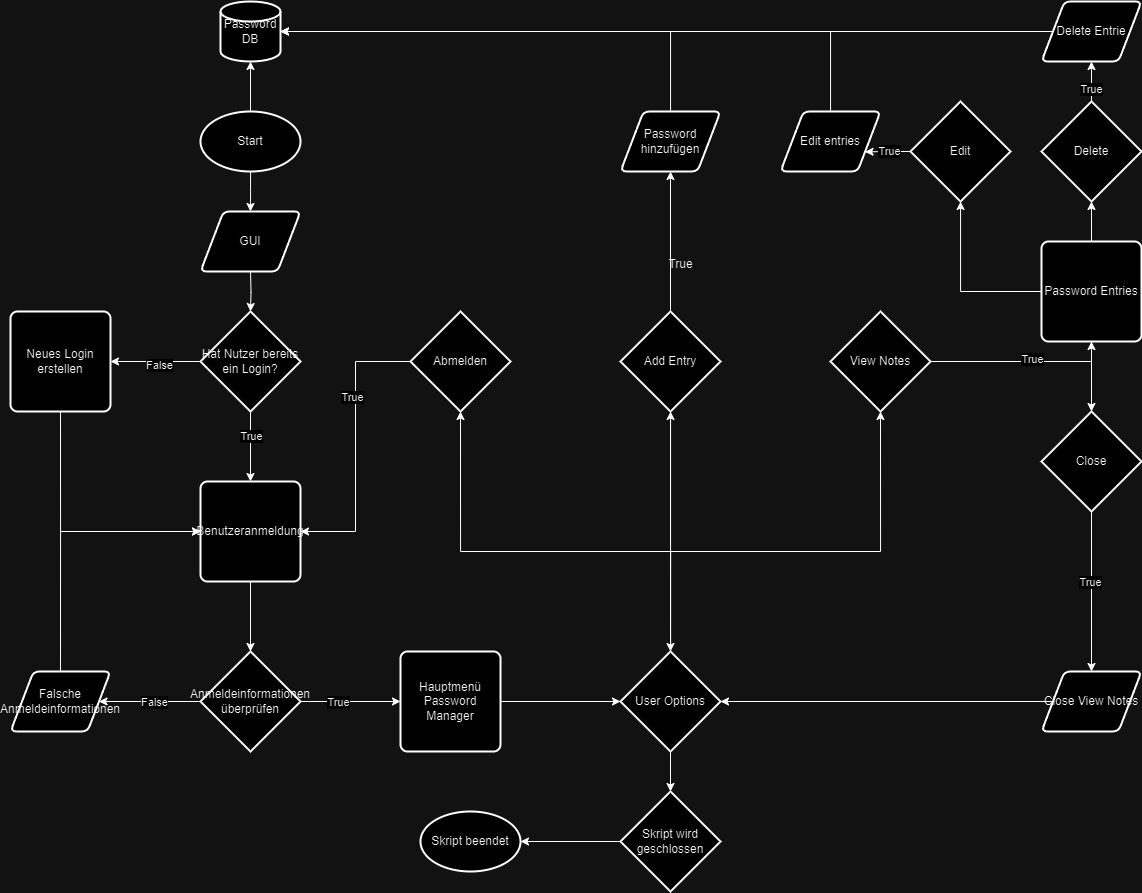 Password
DB
Delete Entrie
True
Start
Password
hinzufügen
Edit entries
True
Edit
Delete
GUI
True
Password Entries
Neues Login
erstellen
False
Hat Nutzer bereits
ein Login?
Abmelden
Add Entry
View Notes
True
True
True
Close
Benutzeranmeldung
True
Falsche
Anmeldeinformationen
False
Anmeldeinformationen
überprüfen
True
Hauptmenü
Password
Manager
User Options
Close View Notes
Skript beendet
Skript wird
geschlossen